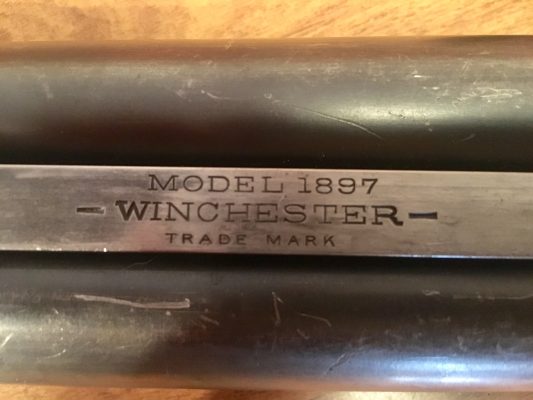 MODEL 1897
- WINCHESTER -
TRADE MARK